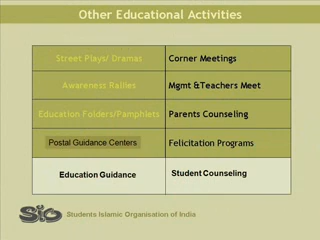 Other Educational Activities
Street Plays/ Dramas
Corner Meetings
Awareness Rallies
Mgmt &Teachers Meet
Education Folders/Pamphlets
Parents Counseling
Postal Guidance Centers
Felicitation Programs
Education Guidance
Student Counseling
SiO
Students Islamic Organisation of India